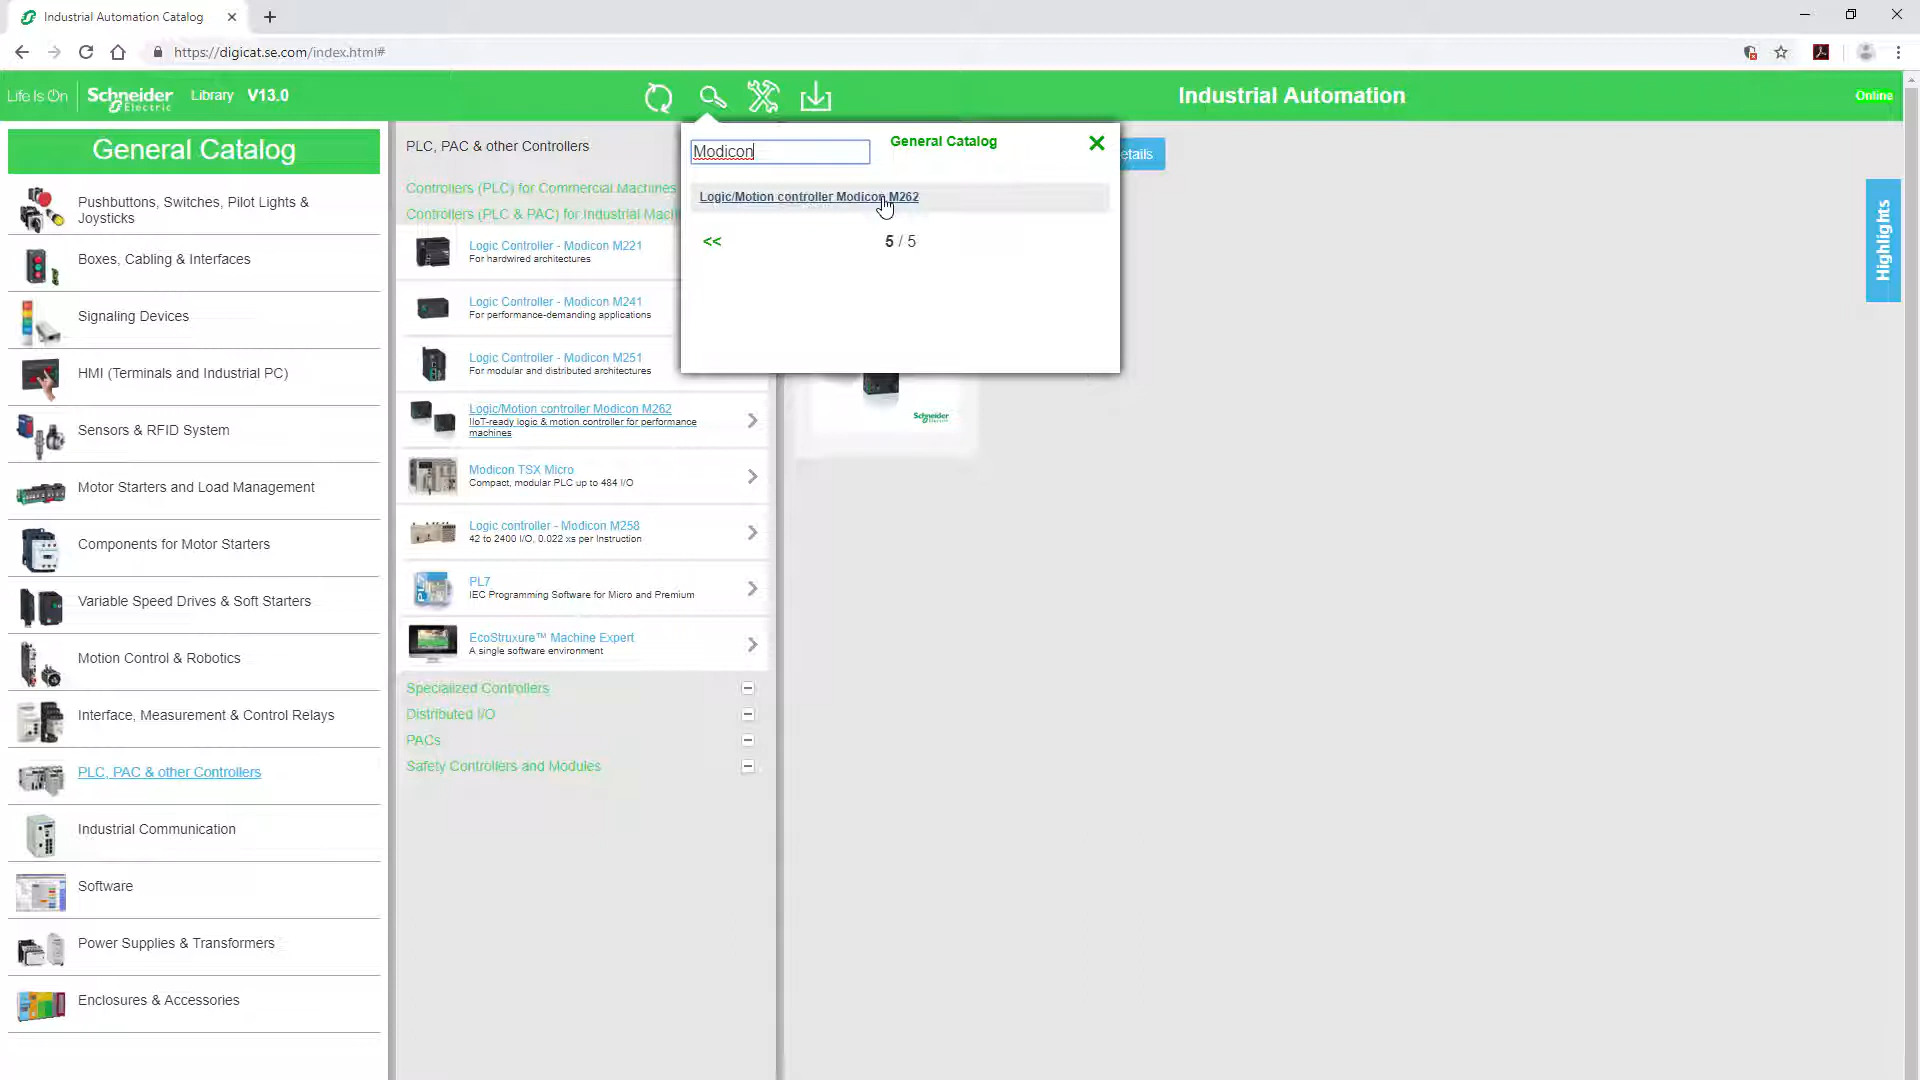 Industrial Automation Catalog
https://digicat.se.com/index.html#
Life Is On
Schneider Electric
Library
V13.0
Industrial Automation
Online
General Catalog
Pushbuttons, Switches, Pilot Lights &
Joysticks
Boxes, Cabling & Interfaces
Signaling Devices
HMI (Terminals and Industrial PC)
Sensors & RFID System
Motor Starters and Load Management
Components for Motor Starters
Variable Speed Drives & Soft Starters
Motion Control & Robotics
Interface, Measurement & Control Relays
PLC, PAC & other Controllers
Industrial Communication
Software
Power Supplies & Transformers
Enclosures & Accessories
PLC, PAC & other Controllers
Controllers (PLC) for Commercial Machines
Controllers (PLC & PAC) for Industrial Machi
Logic Controller - Modicon M221
For hardwired architectures
Logic Controller - Modicon M241
For performance-demanding applications
Logic Controller - Modicon M251
For modular and distributed architectures
Logic/Motion controller Modicon M262
IIoT-ready logic & motion controller for performance
machines
Modicon TSX Micro
Compact, modular PLC up to 484 I/O
Logic controller - Modicon M258
42 to 2400 I/O, 0.022 xs per Instruction
PL7
IEC Programming Software for Micro and Premium
EcoStruxure™ Machine Expert
A single software environment
Specialized Controllers
Distributed I/O
PACs
Safety Controllers and Modules
Modicon
General Catalog
Logic/Motion controller Modicon M262
<<
5 / 5
etails
Schneider
Highlights